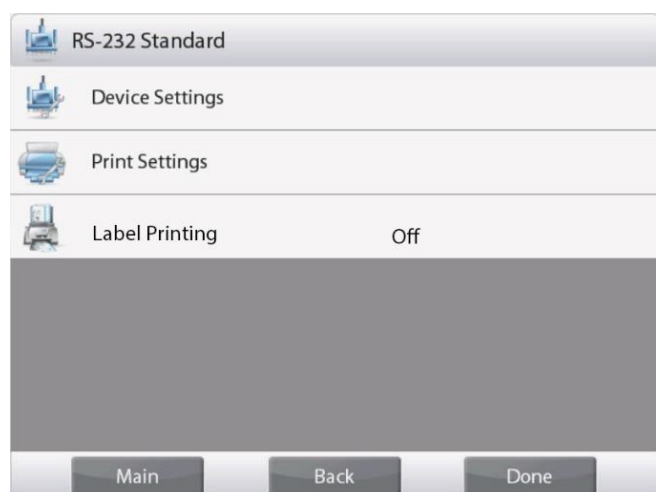 RS-232 Standard
Device Settings
Print Settings
Label Printing Off
Main Back Done